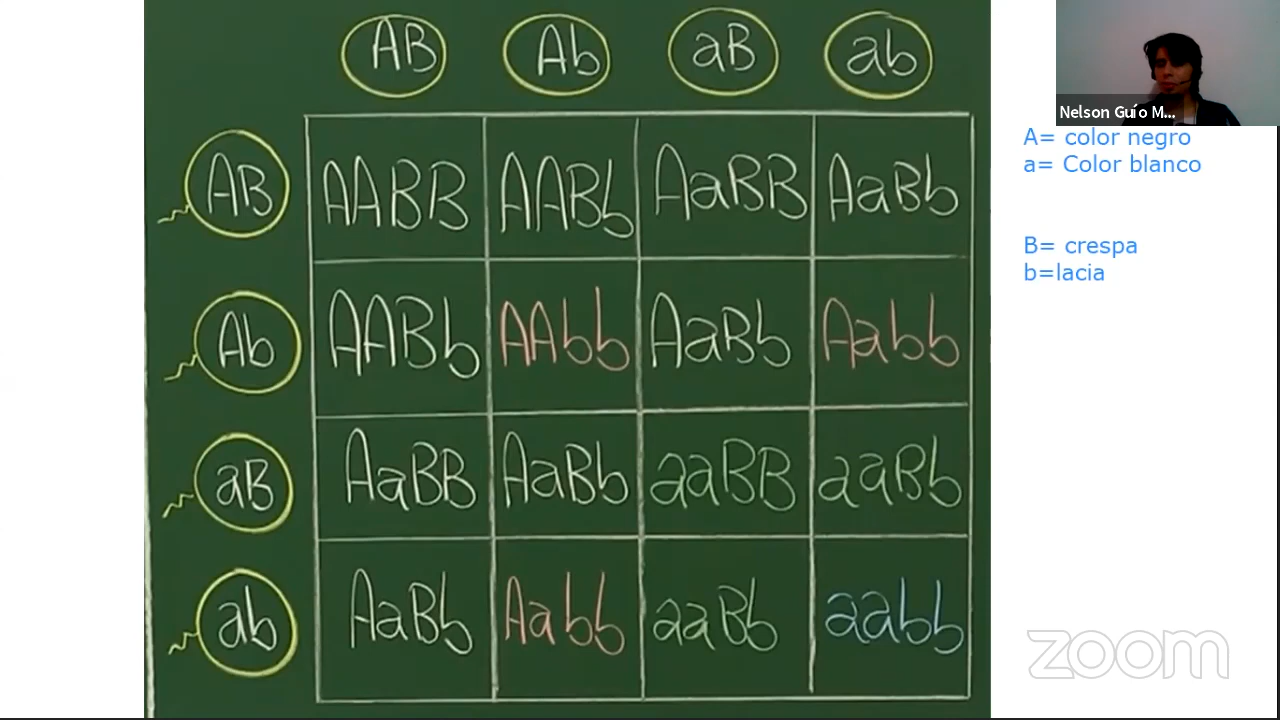 AB Ab aB ab
AB AABB AABb AaBB AaBb
Ab AABb AAbb AaBb Aabb
aB AaBB AaBb aaBB aaBb
ab AaBb Aabb aaBb aabb
Nelson Guío M...
A= color negro
a= Color blanco
B= crespa
b=lacia
zoom